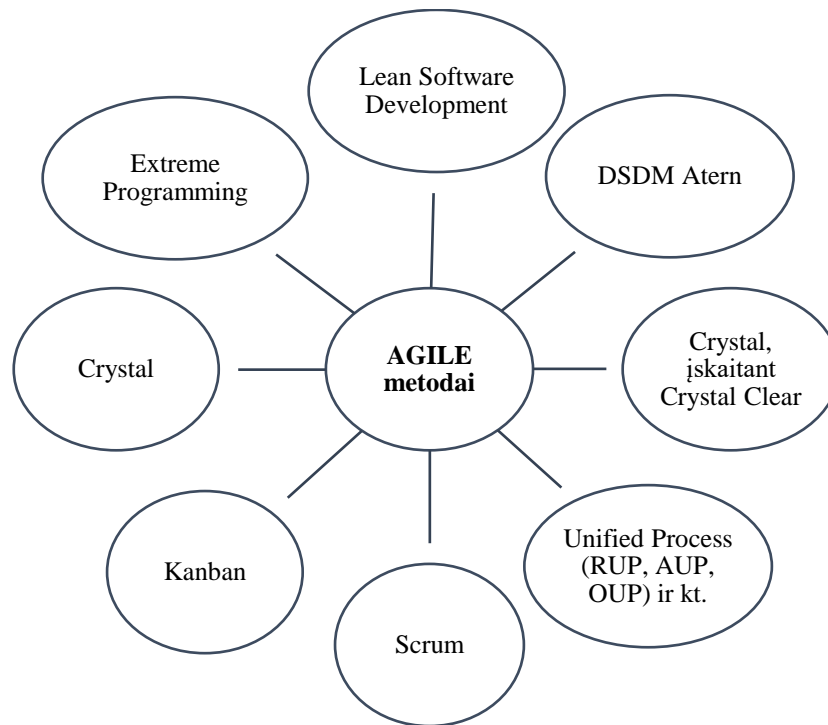 Lean Software
Development
DSDM Atern
Crystal,
įskaitant
Crystal Clear
Unified Process
(RUP, AUP,
OUP) ir kt.
Scrum
Kanban
Crystal
Extreme
Programming
AGILE
metodai